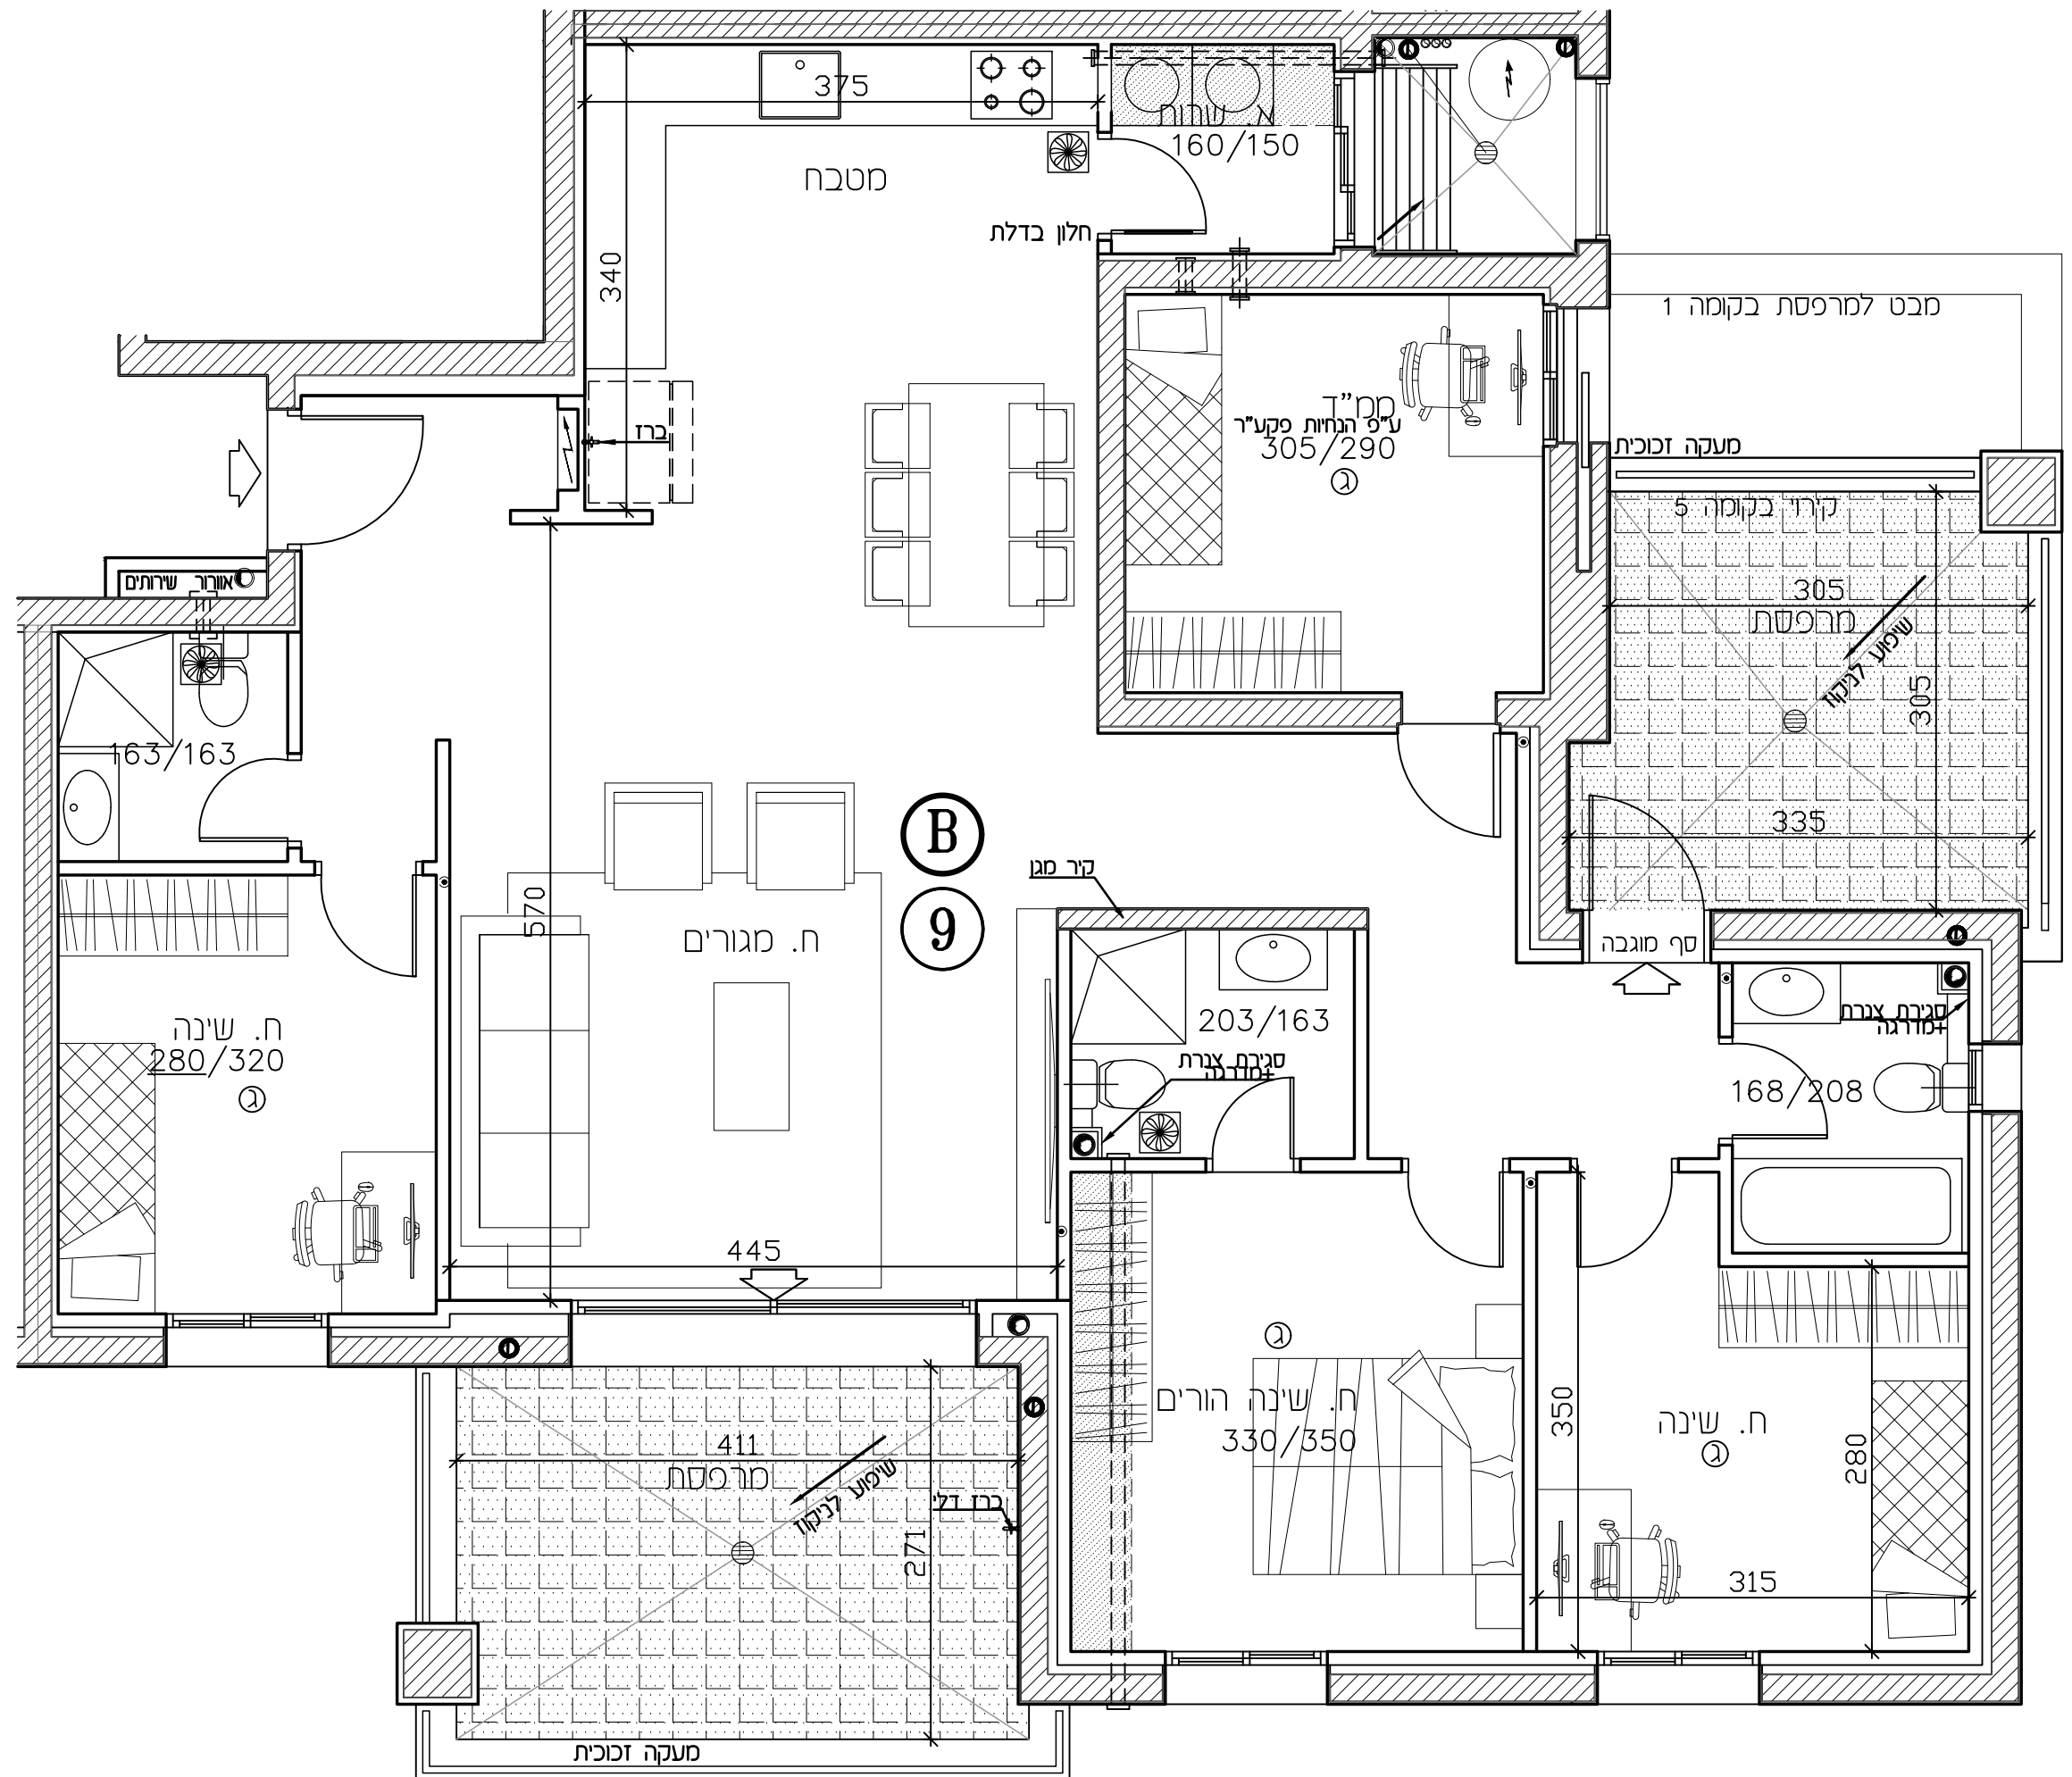 375
מ. שרות
160/150
מטבח
חלון בדלת
340
מבט למרפסת בקומה 1
ממ"ד
ע"פ הנחיות פקע"ר
305/290
ג
ברז
מעקה זכוכית
קירוי בקומה 5
305
מרפסת
שיפוע לניקוז
305
335
אוורור שירותים
163/163
B
9
קיר מגן
570
ח. מגורים
סף מוגבה
203/163
סגירת צנרת
+מדרגה
סגירת צנרת
+מדרגה
168/208
ח. שינה
280/320
ג
445
ג
ח. שינה הורים
330/350
350
ח. שינה
ג
280
315
411
מרפסת
שיפוע לניקוז
ברז דלי
271
מעקה זכוכית